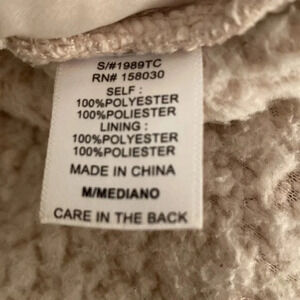 S/#1989TC
RN# 158030
SELF :
100%POLYESTER
100%POLIESTER
LINING :
100%POLYESTER
100%POLIESTER
MADE IN CHINA
M/MEDIANO
CARE IN THE BACK